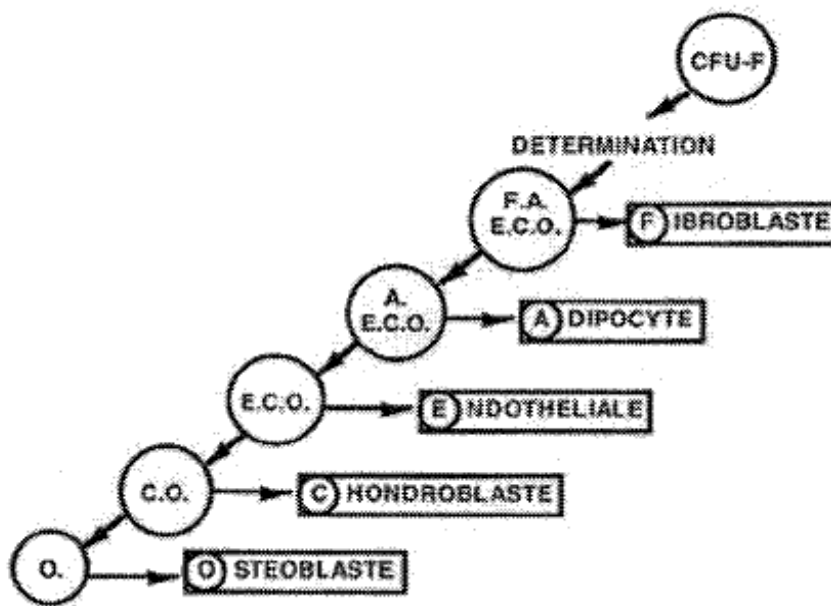 CFU-F
DETERMINATION
F.A.
E.C.O.
F IBROBLASTE
A.
E.C.O.
A DIPOCYTE
E.C.O.
E NDOTHELIALE
C.O.
C HONDROBLASTE
O.
O STEOBLASTE